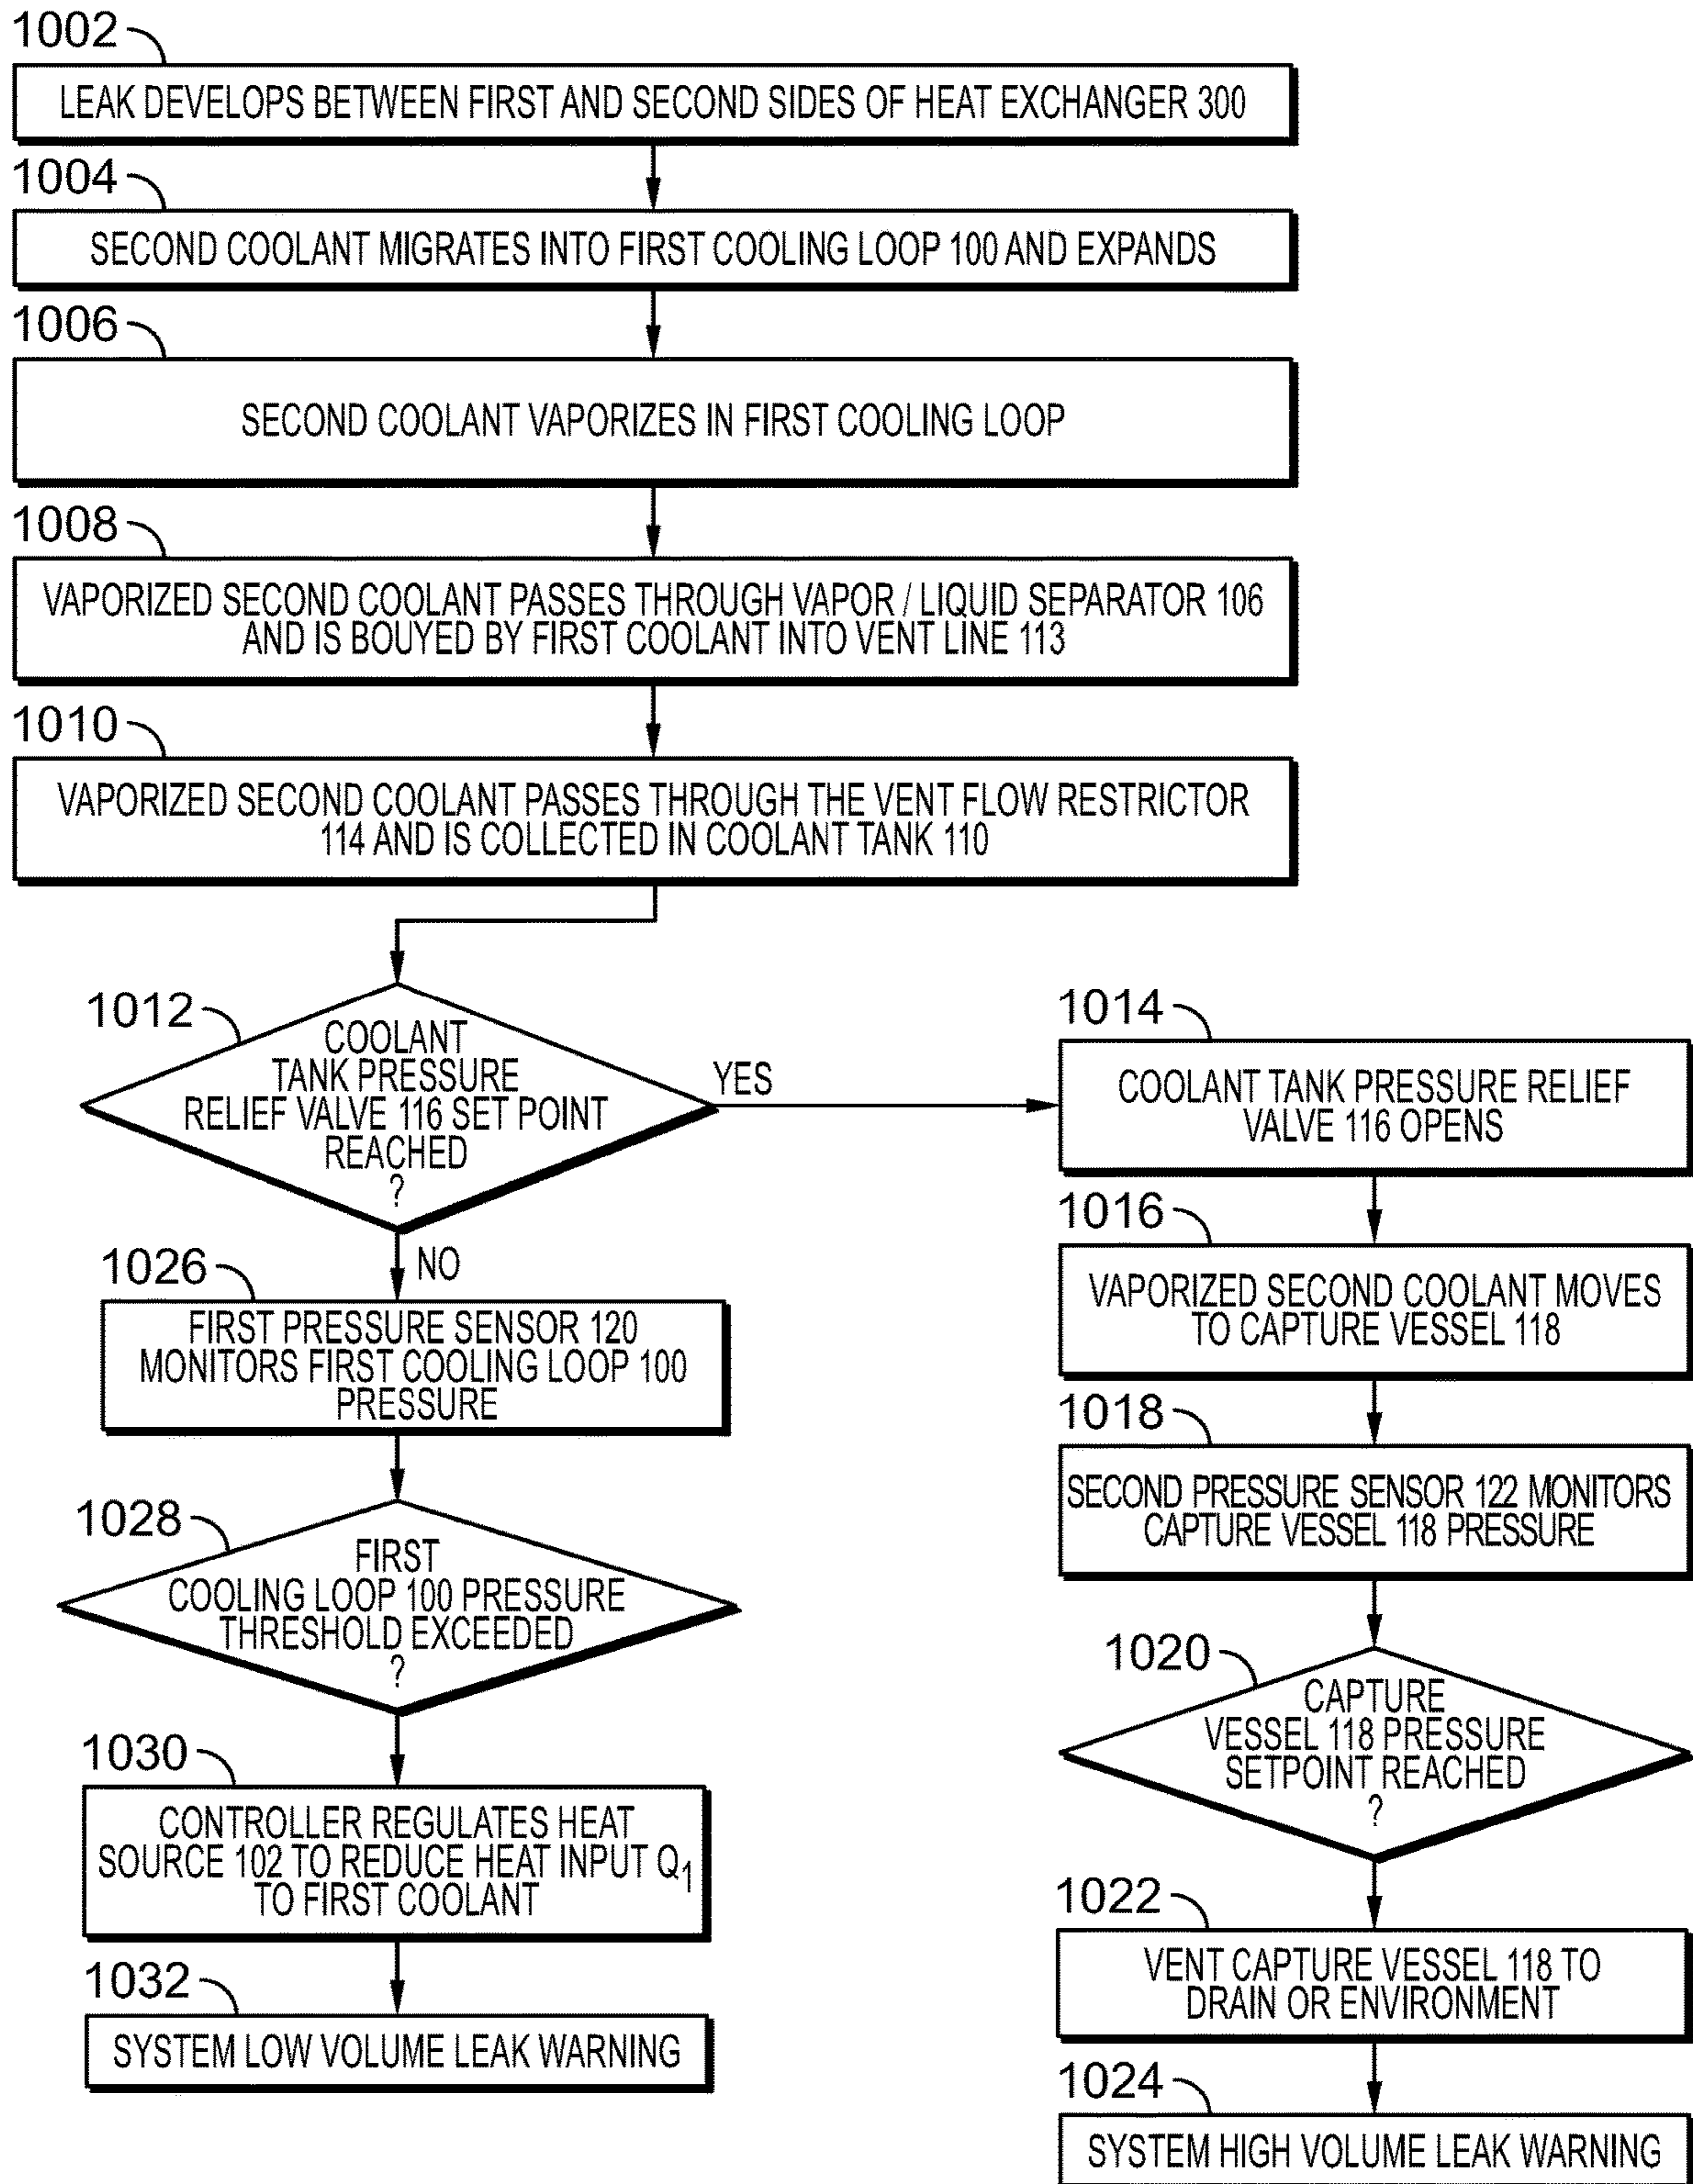 1002
LEAK DEVELOPS BETWEEN FIRST AND SECOND SIDES OF HEAT EXCHANGER 300
1004
SECOND COOLANT MIGRATES INTO FIRST COOLING LOOP 100 AND EXPANDS
1006
SECOND COOLANT VAPORIZES IN FIRST COOLING LOOP
1008
VAPORIZED SECOND COOLANT PASSES THROUGH VAPOR / LIQUID SEPARATOR 106
AND IS BOUYED BY FIRST COOLANT INTO VENT LINE 113
1010
VAPORIZED SECOND COOLANT PASSES THROUGH THE VENT FLOW RESTRICTOR
114 AND IS COLLECTED IN COOLANT TANK 110
1012
COOLANT
TANK PRESSURE
RELIEF VALVE 116 SET POINT
REACHED
?
YES
NO
1014
COOLANT TANK PRESSURE RELIEF
VALVE 116 OPENS
1016
VAPORIZED SECOND COOLANT MOVES
TO CAPTURE VESSEL 118
1018
SECOND PRESSURE SENSOR 122 MONITORS
CAPTURE VESSEL 118 PRESSURE
1020
CAPTURE
VESSEL 118 PRESSURE
SETPOINT REACHED
?
1022
VENT CAPTURE VESSEL 118 TO
DRAIN OR ENVIRONMENT
1024
SYSTEM HIGH VOLUME LEAK WARNING
1026
FIRST PRESSURE SENSOR 120
MONITORS FIRST COOLING LOOP 100
PRESSURE
1028
FIRST
COOLING LOOP 100 PRESSURE
THRESHOLD EXCEEDED
?
1030
CONTROLLER REGULATES HEAT
SOURCE 102 TO REDUCE HEAT INPUT Q1
TO FIRST COOLANT
1032
SYSTEM LOW VOLUME LEAK WARNING